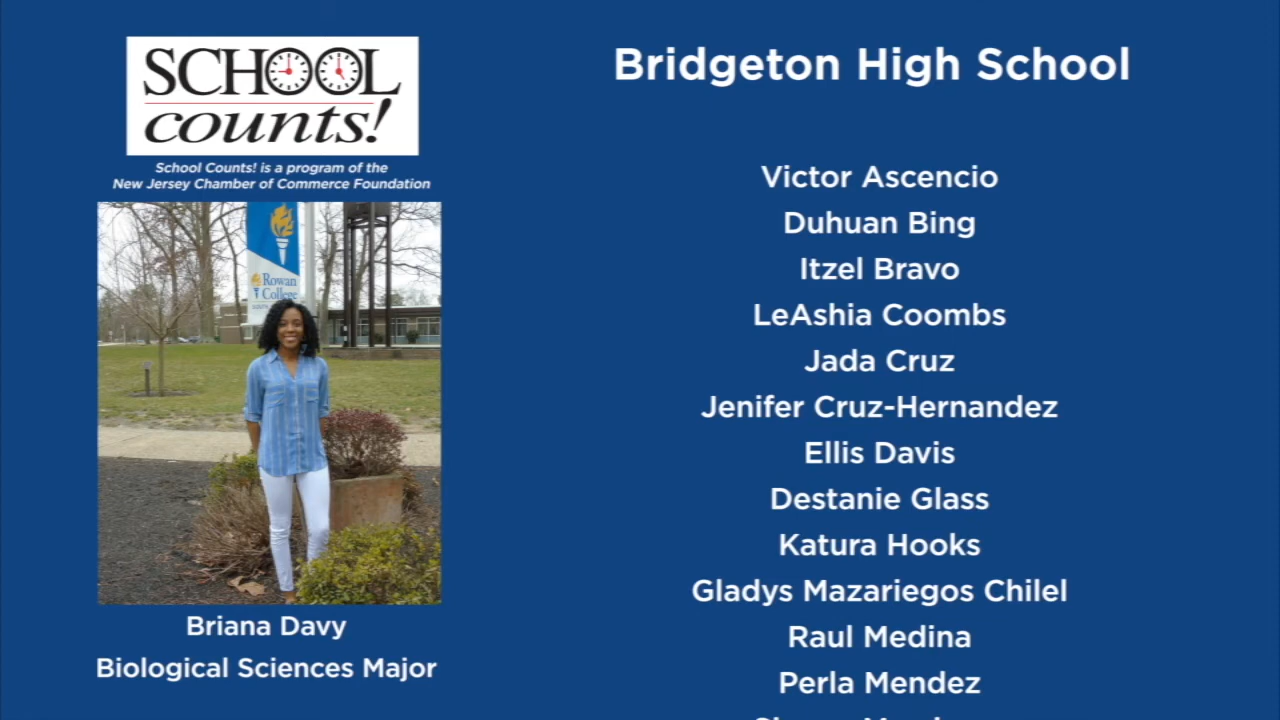 SCHOOL
counts!
School Counts! is a program of the
New Jersey Chamber of Commerce Foundation
Rowan
College
Briana Davy
Biological Sciences Major
Bridgeton High School
Victor Ascencio
Duhuan Bing
Itzel Bravo
LeAshia Coombs
Jada Cruz
Jenifer Cruz-Hernandez
Ellis Davis
Destanie Glass
Katura Hooks
Gladys Mazariegos Chilel
Raul Medina
Perla Mendez